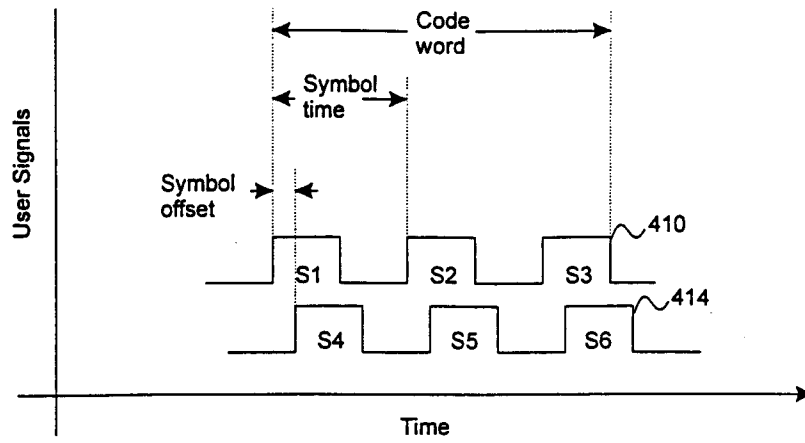 Code
word
Symbol
time
Symbol
offset
User Signals
410
S1 S2 S3
414
S4 S5 S6
Time